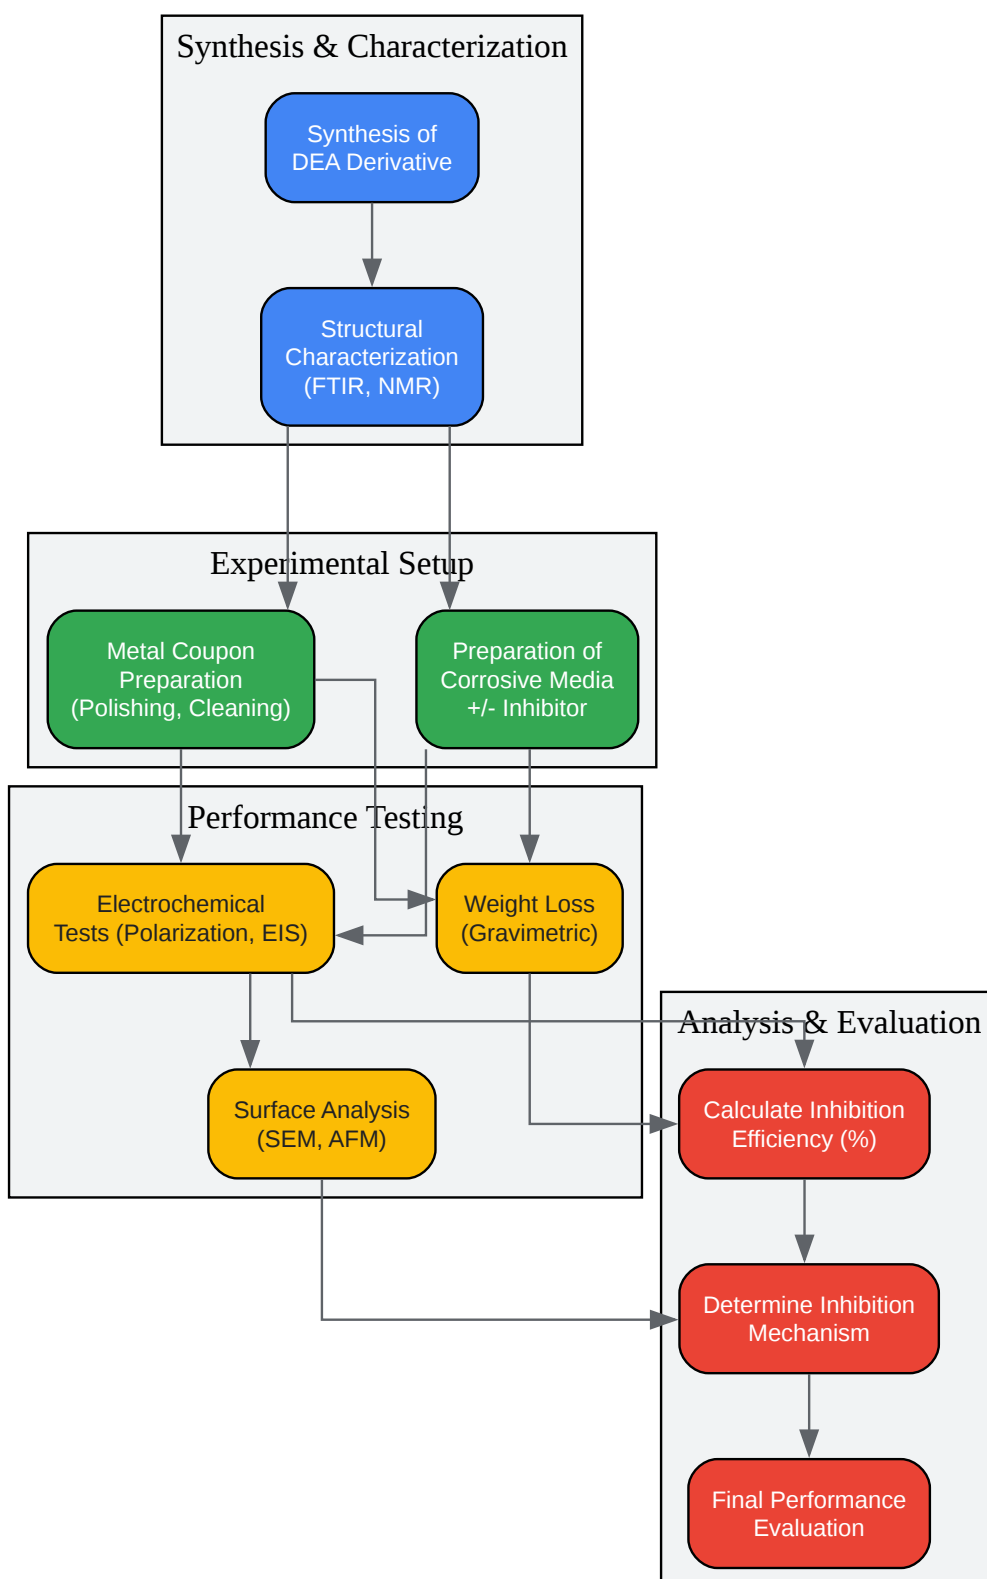 Synthesis & Characterization
Synthesis of
DEA Derivative
Structural
Characterization
(FTIR, NMR)
Experimental Setup
Metal Coupon
Preparation
(Polishing, Cleaning)
Preparation of
Corrosive Media
+/- Inhibitor
Performance Testing
Electrochemical
Tests (Polarization, EIS)
Weight Loss
(Gravimetric)
Surface Analysis
(SEM, AFM)
Analysis & Evaluation
Calculate Inhibition
Efficiency (%)
Determine Inhibition
Mechanism
Final Performance
Evaluation